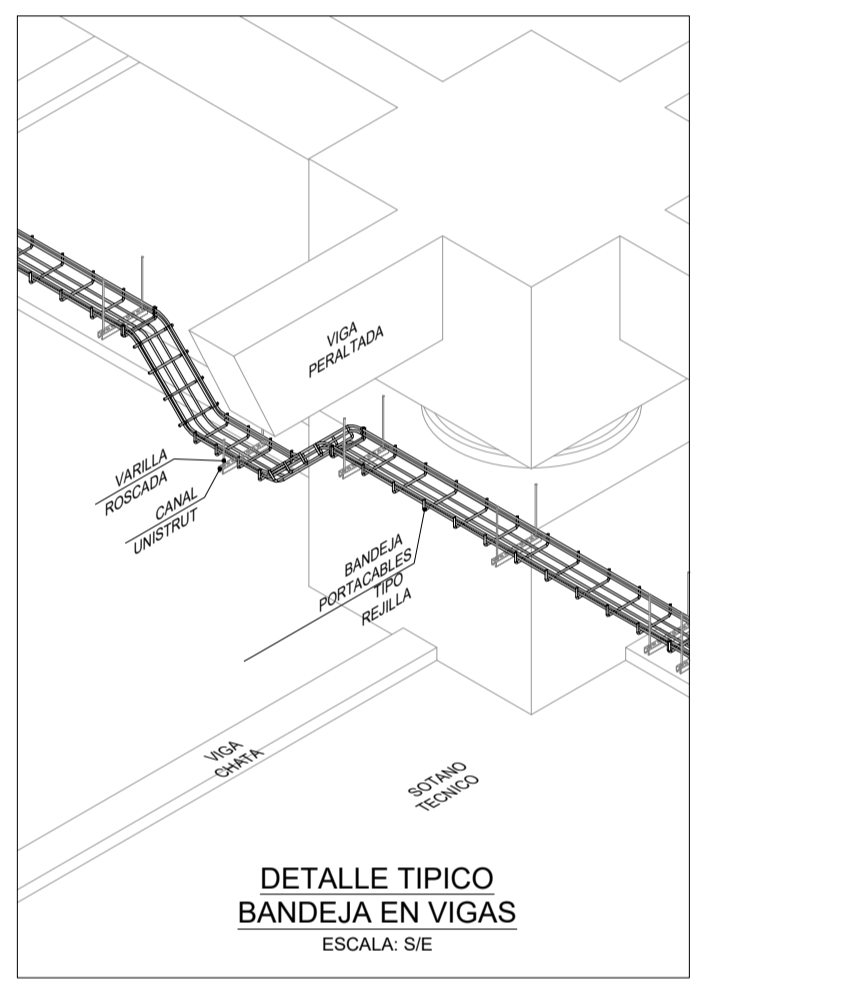 VIGA
PERALTADA
VARILLA
ROSCADA
CANAL
UNISTRUT
BANDEJA
PORTACABLES
TIPO
REJILLA
VIGA
CHATA
SOTANO
TECNICO
DETALLE TIPICO
BANDEJA EN VIGAS
ESCALA: S/E